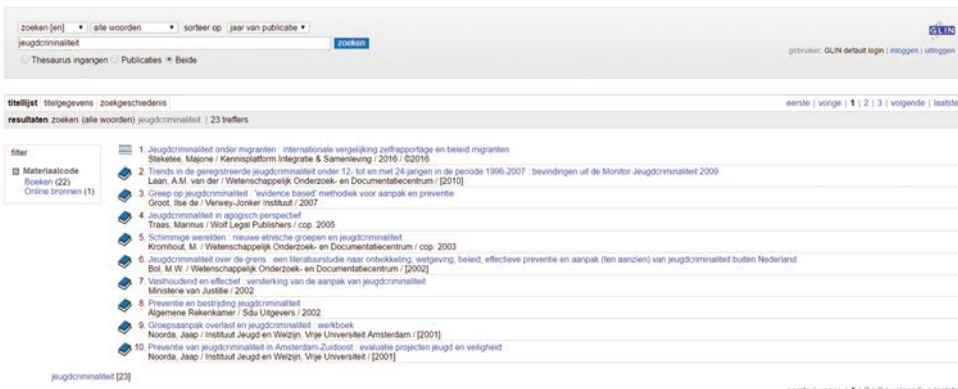 zoeken [en] alle woorden sorteer op jaar van publicatie
jeugdcriminaliteit zoeken
Thesaurus ingangen Publicaties Beide
GLIN
gebruiker: GLIN default login | inloggen | uitloggen
titellijst titelgegevens zoekgeschiedenis
eerste | vorige | 1 | 2 | 3 | volgende | laatste
resultaten zoeken (alle woorden) jeugdcriminaliteit | 23 treffers
filter
Materiaalcode
Boeken (22)
Online bronnen (1)
1. Jeugdcriminaliteit onder migranten : internationale vergelijking zelfrapportage en beleid migranten
Steketee, Majone / Kennisplatform Integratie & Samenleving / 2016 / ©2016
2. Trends in de geregistreerde jeugdcriminaliteit onder 12- tot en met 24-jarigen in de periode 1996-2007 : bevindingen uit de Monitor Jeugdcriminaliteit 2009
Laan, A.M. van der / Wetenschappelijk Onderzoek- en Documentatiecentrum / [2010]
3. Greep op jeugdcriminaliteit : 'evidence based' methodiek voor aanpak en preventie
Groot, Ilse de / Verwey-Jonker Instituut / 2007
4. Jeugdcriminaliteit in agogisch perspectief
Traas, Marinus / Wolf Legal Publishers / cop. 2005
5. Schimmige werelden : nieuwe etnische groepen en jeugdcriminaliteit
Kromhout, M. / Wetenschappelijk Onderzoek- en Documentatiecentrum / cop. 2003
6. Jeugdcriminaliteit over de grens : een literatuurstudie naar ontwikkeling, wetgeving, beleid, effectieve preventie en aanpak (ten aanzien) van jeugdcriminaliteit buiten Nederland
Bol, M.W. / Wetenschappelijk Onderzoek- en Documentatiecentrum / [2002]
7. Vasthoudend en effectief : versterking van de aanpak van jeugdcriminaliteit
Ministerie van Justitie / 2002
8. Preventie en bestrijding jeugdcriminaliteit
Algemene Rekenkamer / Sdu Uitgevers / 2002
9. Groepsaanpak overlast en jeugdcriminaliteit : werkboek
Noorda, Jaap / Instituut Jeugd en Welzijn, Vrije Universiteit Amsterdam / [2001]
10. Preventie van jeugdcriminaliteit in Amsterdam-Zuidoost : evaluatie projecten jeugd en veiligheid
Noorda, Jaap / Instituut Jeugd en Welzijn, Vrije Universiteit / [2001]
jeugdcriminaliteit [23]